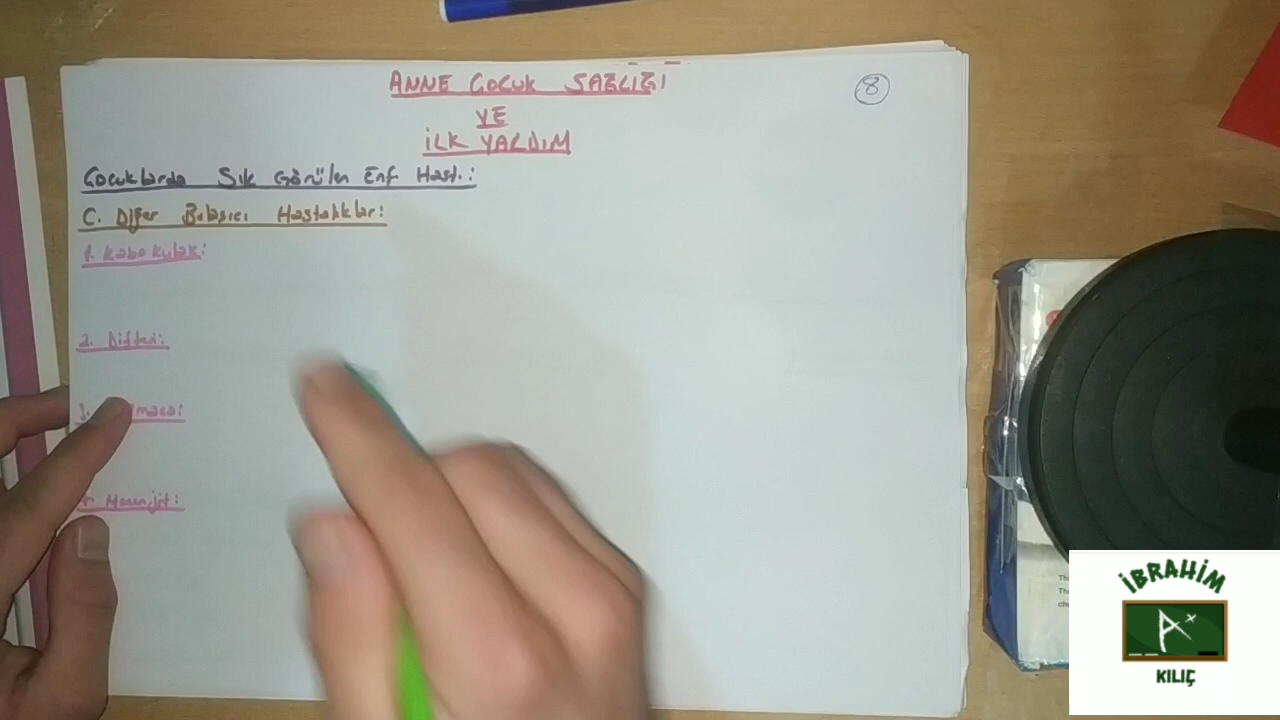 ANNE ÇOCUK SAĞLIĞI
8
VE
İLK YARDIM
Çocuklarda Sık Görülen Enf Hast.:
C. Diğer Bulaşıcı Hastalıklar:
1. Kabakulak:
2. Difteri:
3.
4. Menenjit:
İBRAHİM
A+
KILIÇ